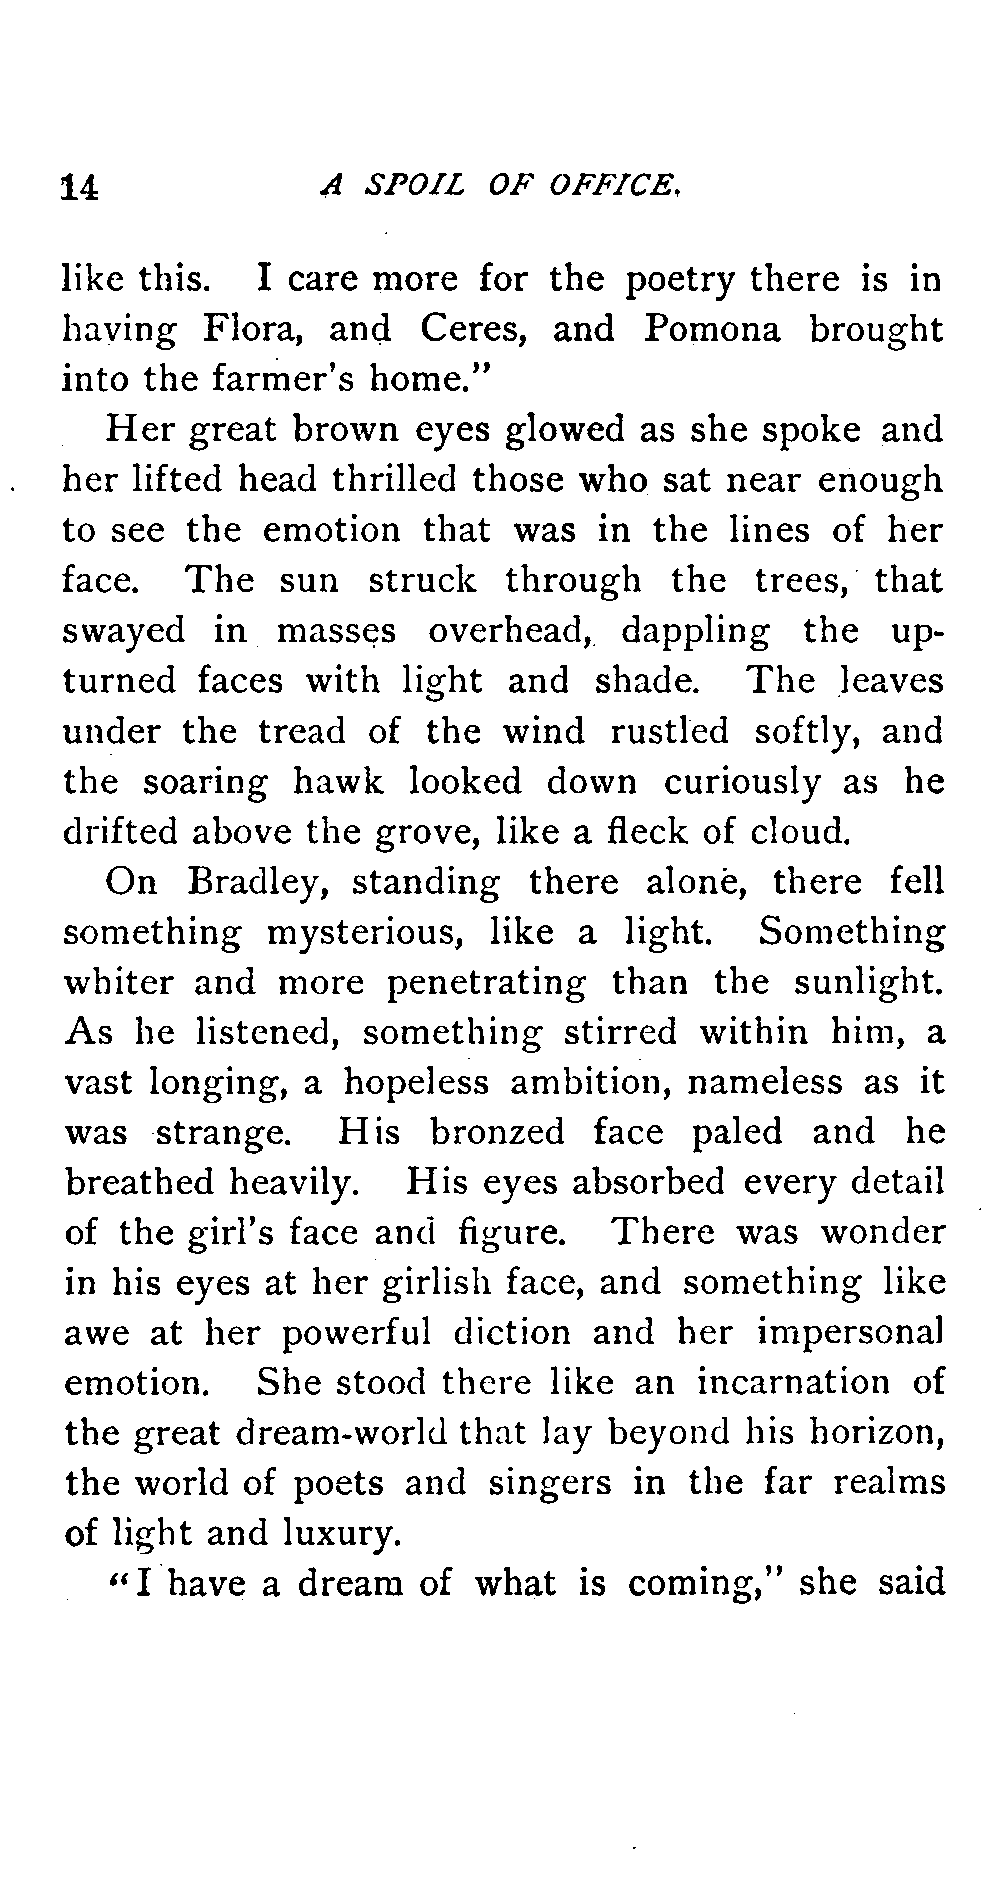 14 A SPOIL OF OFFICE.
like this. I care more for the poetry there is in
having Flora, and Ceres, and Pomona brought
into the farmer's home."
Her great brown eyes glowed as she spoke and
her lifted head thrilled those who sat near enough
to see the emotion that was in the lines of her
face. The sun struck through the trees, that
swayed in masses overhead, dappling the up-
turned faces with light and shade. The leaves
under the tread of the wind rustled softly, and
the soaring hawk looked down curiously as he
drifted above the grove, like a fleck of cloud.
On Bradley, standing there alone, there fell
something mysterious, like a light. Something
whiter and more penetrating than the sunlight.
As he listened, something stirred within him, a
vast longing, a hopeless ambition, nameless as it
was strange. His bronzed face paled and he
breathed heavily. His eyes absorbed every detail
of the girl's face and figure. There was wonder
in his eyes at her girlish face, and something like
awe at her powerful diction and her impersonal
emotion. She stood there like an incarnation of
the great dream-world that lay beyond his horizon,
the world of poets and singers in the far realms
of light and luxury.
"I have a dream of what is coming," she said